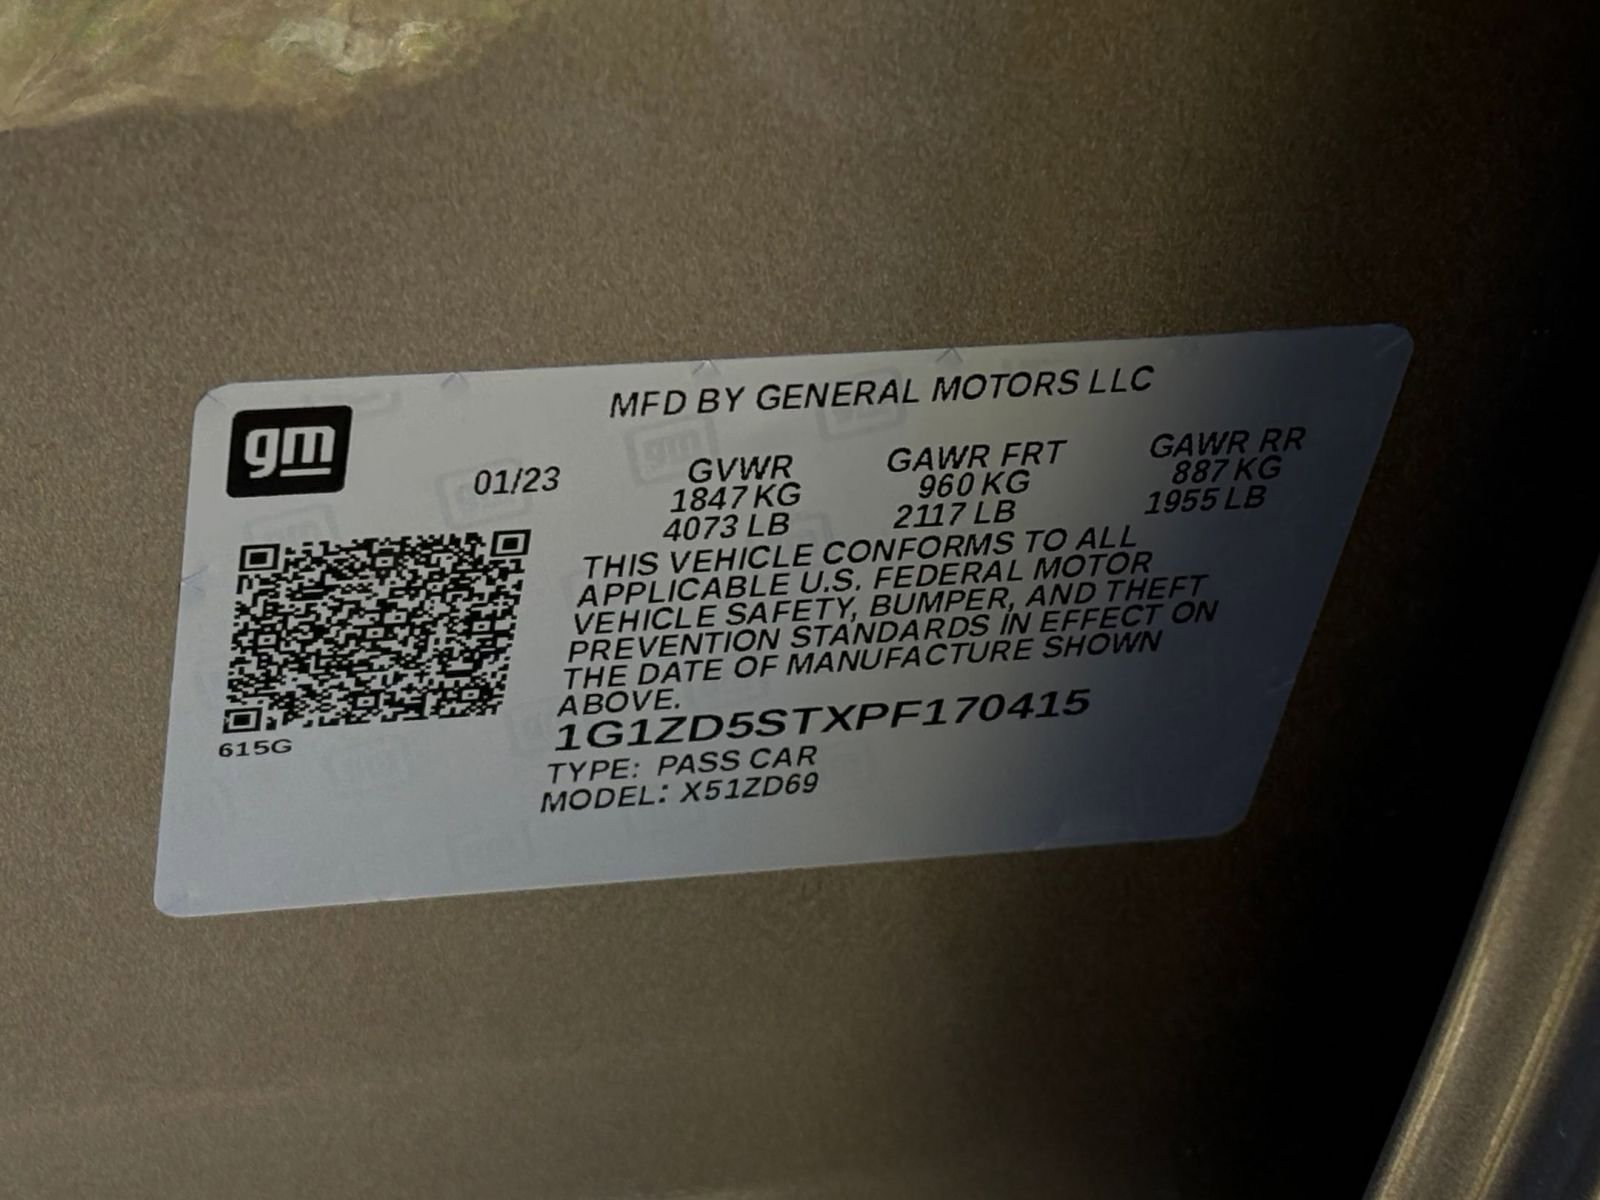 gm
MFD BY GENERAL MOTORS LLC
01/23
GVWR
1847 KG
4073 LB
GAWR FRT
960 KG
2117 LB
GAWR RR
887 KG
1955 LB
THIS VEHICLE CONFORMS TO ALL
APPLICABLE U.S. FEDERAL MOTOR
VEHICLE SAFETY, BUMPER, AND THEFT
PREVENTION STANDARDS IN EFFECT ON
THE DATE OF MANUFACTURE SHOWN
ABOVE.
1G1ZD5STXPF170415
TYPE: PASS CAR
MODEL: X51ZD69
615G